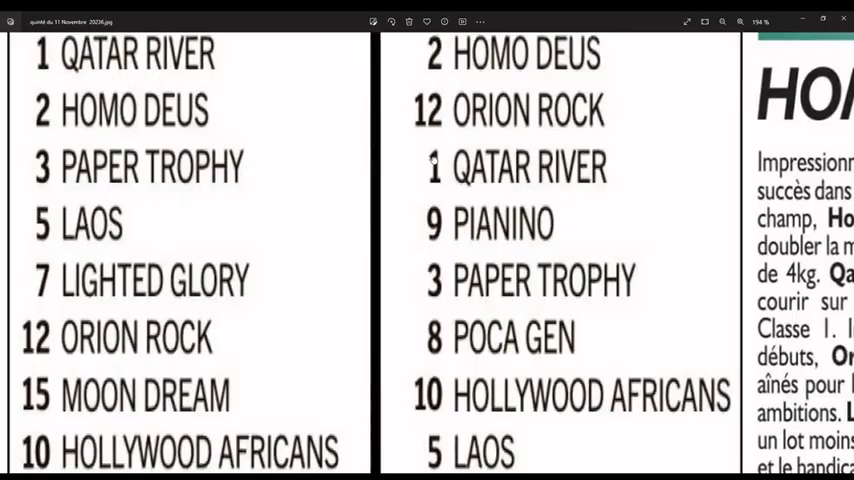 quinté du 11 Novembre 20236.jpg
194 %
1 QATAR RIVER
2 HOMO DEUS
3 PAPER TROPHY
5 LAOS
7 LIGHTED GLORY
12 ORION ROCK
15 MOON DREAM
10 HOLLYWOOD AFRICANS
2 HOMO DEUS
12 ORION ROCK
1 QATAR RIVER
9 PIANINO
3 PAPER TROPHY
8 POCA GEN
10 HOLLYWOOD AFRICANS
5 LAOS
HO
Impressionn
succès dans
champ, Ho
doubler la m
de 4kg. Qa
courir sur
Classe 1. I
débuts, Or
aînés pour l
ambitions. L
un lot moins
et le handica